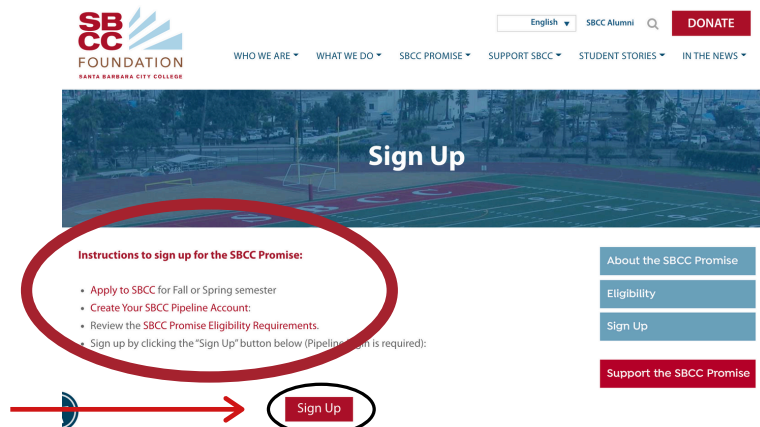 SB
CC
FOUNDATION
SANTA BARBARA CITY COLLEGE
English
SBCC Alumni
DONATE
WHO WE ARE
WHAT WE DO
SBCC PROMISE
SUPPORT SBCC
STUDENT STORIES
IN THE NEWS
Sign Up
S B C C
Instructions to sign up for the SBCC Promise:
• Apply to SBCC for Fall or Spring semester
• Create Your SBCC Pipeline Account:
• Review the SBCC Promise Eligibility Requirements.
• Sign up by clicking the "Sign Up" button below (Pipeline login is required):
Sign Up
About the SBCC Promise
Eligibility
Sign Up
Support the SBCC Promise